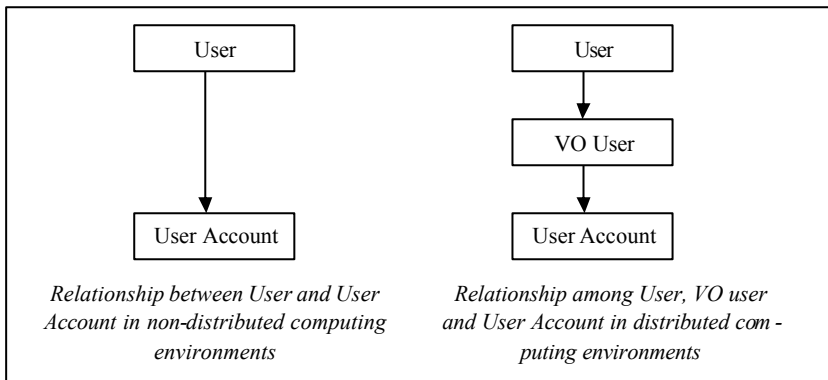 User
User Account
Relationship between User and User
Account in non-distributed computing
environments
User
VO User
User Account
Relationship among User, VO user
and User Account in distributed com -
puting environments